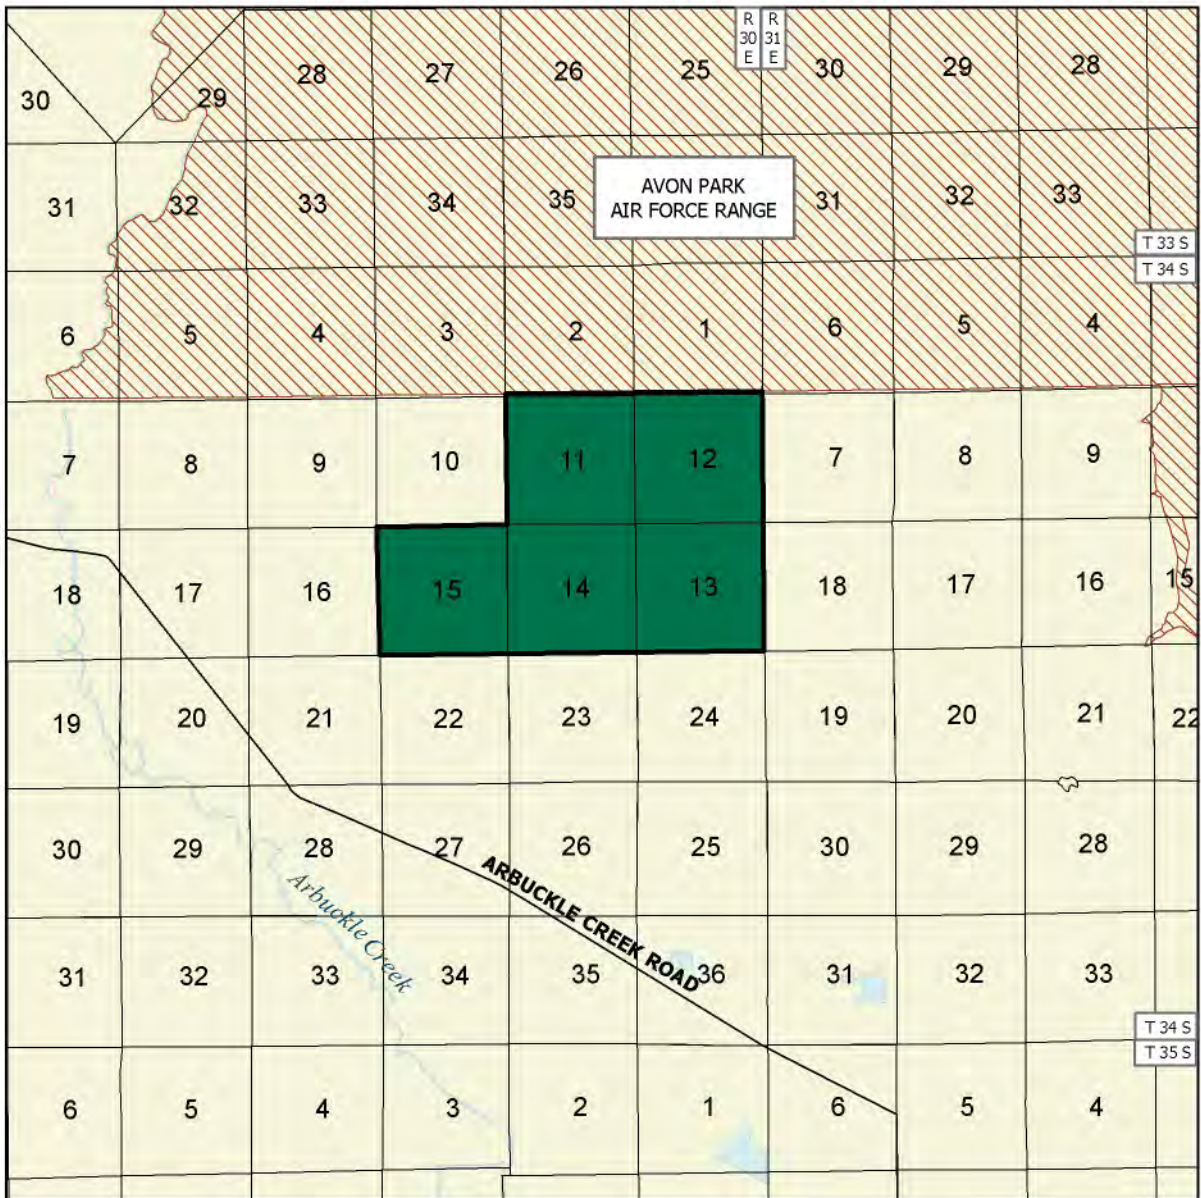 R R
30 31
E E
28 27 26 25 30 29 28
30 29
AVON PARK
AIR FORCE RANGE
31 32 33 34 35 31 32 33
T 33 S
T 34 S
6 5 4 3 2 1 6 5 4
7 8 9 10 11 12 7 8 9
18 17 16 15 14 13 18 17 16 15
19 20 21 22 23 24 19 20 21 22
30 29 28 27 26 25 30 29 28
ARBUCKLE CREEK ROAD
Arbuckle Creek
31 32 33 34 35 36 31 32 33
T 34 S
T 35 S
6 5 4 3 2 1 6 5 4